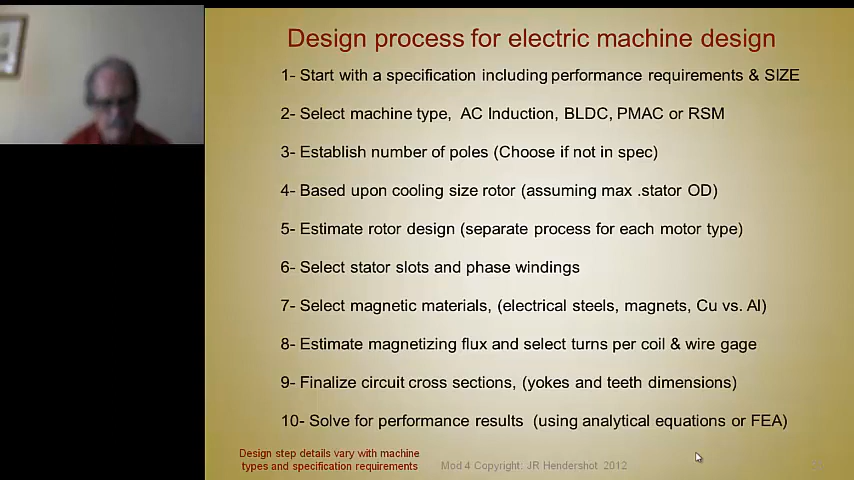 Design process for electric machine design
1- Start with a specification including performance requirements & SIZE
2- Select machine type, AC Induction, BLDC, PMAC or RSM
3- Establish number of poles (Choose if not in spec)
4- Based upon cooling size rotor (assuming max .stator OD)
5- Estimate rotor design (separate process for each motor type)
6- Select stator slots and phase windings
7- Select magnetic materials, (electrical steels, magnets, Cu vs. Al)
8- Estimate magnetizing flux and select turns per coil & wire gage
9- Finalize circuit cross sections, (yokes and teeth dimensions)
10- Solve for performance results (using analytical equations or FEA)
Design step details vary with machine
types and specification requirements
Mod 4 Copyright: JR Hendershot 2012